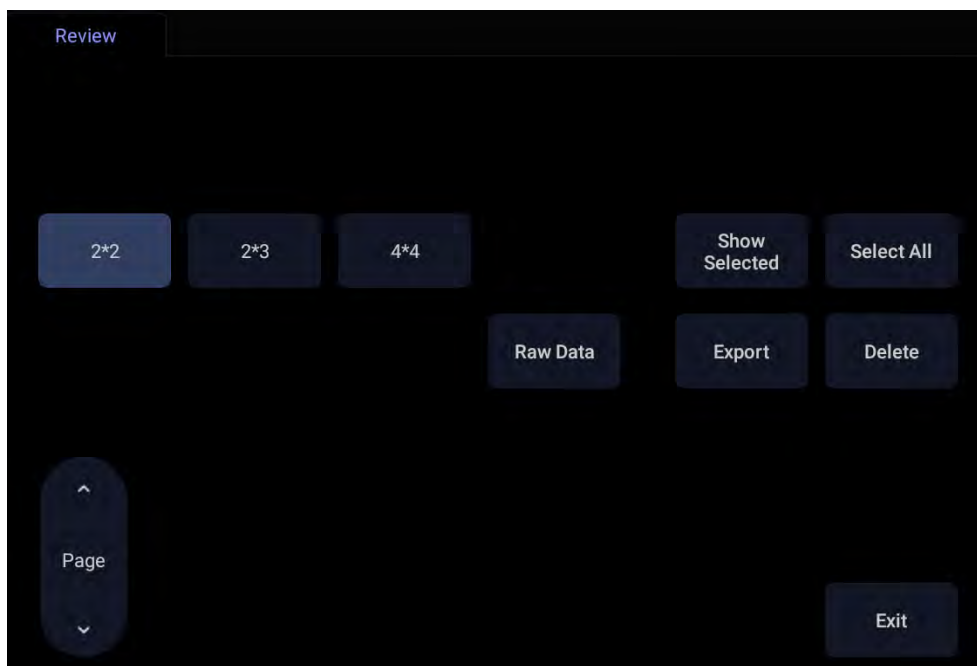 Review
2*2
2*3
4*4
Show
Selected
Select All
Raw Data
Export
Delete
Page
Exit